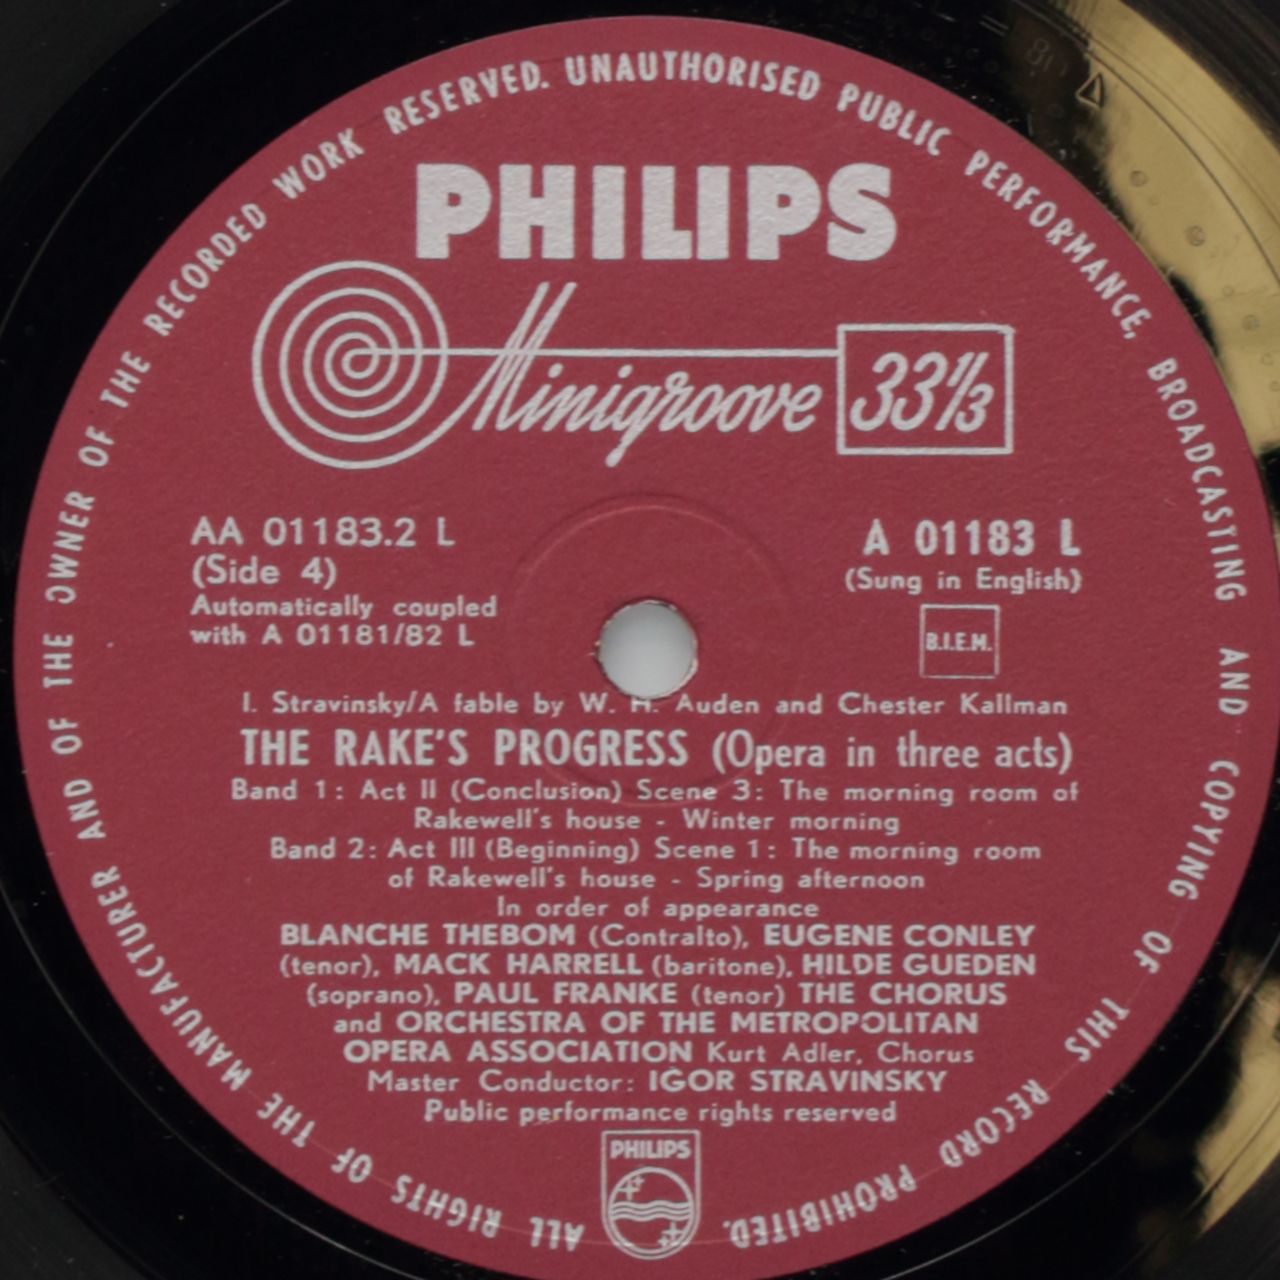 ALL RIGHTS OF THE MANUFACTURER AND OF THE OWNER OF THE RECORDED WORK RESERVED. UNAUTHORISED PUBLIC PERFORMANCE, BROADCASTING AND COPYING OF THIS RECORD PROHIBITED.
PHILIPS
Minigroove 33 1/3
AA 01183.2 L
(Side 4)
Automatically coupled
with A 01181/82 L
A 01183 L
(Sung in English)
B.I.E.M.
I. Stravinsky/A fable by W. H. Auden and Chester Kallman
THE RAKE'S PROGRESS (Opera in three acts)
Band 1: Act II (Conclusion) Scene 3: The morning room of
Rakewell's house - Winter morning
Band 2: Act III (Beginning) Scene 1: The morning room
of Rakewell's house - Spring afternoon
In order of appearance
BLANCHE THEBOM (Contralto), EUGENE CONLEY
(tenor), MACK HARRELL (baritone), HILDE GUEDEN
(soprano), PAUL FRANKE (tenor) THE CHORUS
and ORCHESTRA OF THE METROPOLITAN
OPERA ASSOCIATION Kurt Adler, Chorus
Master Conductor: IGOR STRAVINSKY
Public performance rights reserved
PHILIPS